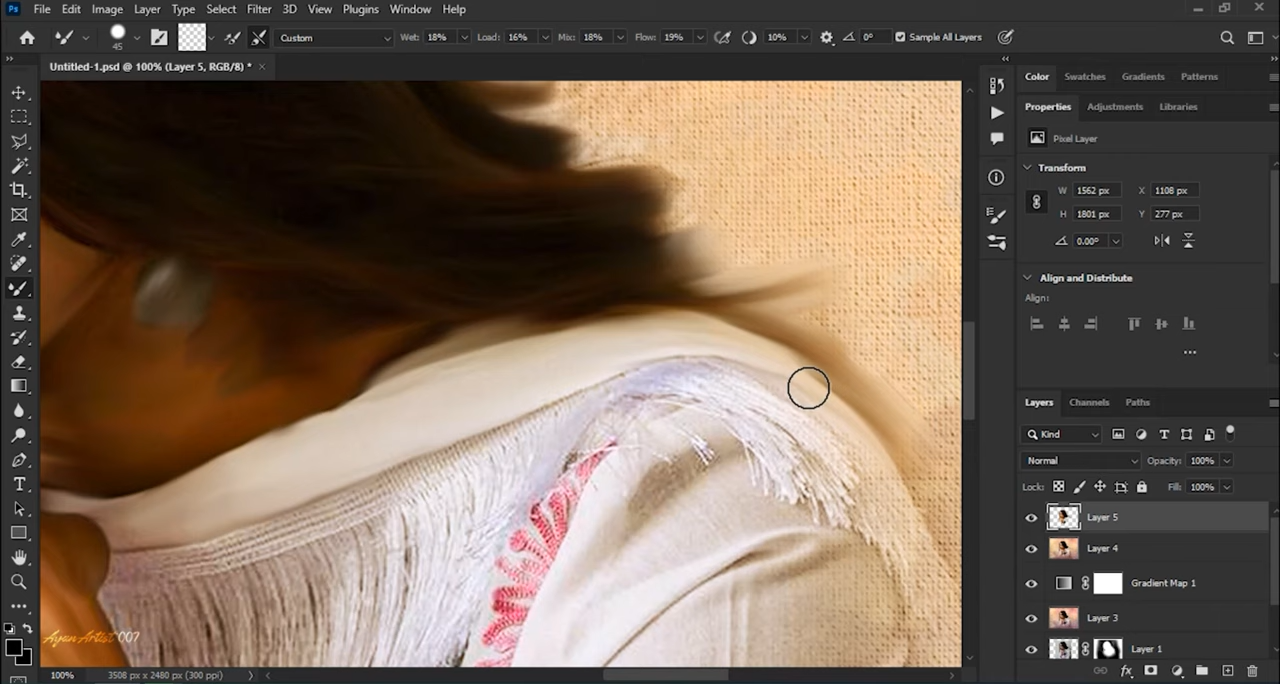 Ps File Edit Image Layer Type Select Filter 3D View Plugins Window Help
45 Custom Wet: 18% Load: 16% Mix: 18% Flow: 19% 10% 0° Sample All Layers
Untitled-1.psd @ 100% (Layer 5, RGB/8) *
Color Swatches Gradients Patterns
Properties Adjustments Libraries
Pixel Layer
Transform
W 1562 px X 1108 px
H 1801 px Y 277 px
0.00°
Align and Distribute
Align:
Layers Channels Paths
Kind
Normal Opacity: 100%
Lock: Fill: 100%
Layer 5
Layer 4
Gradient Map 1
Layer 3
Layer 1
Ayan Artist 007
100% 3508 px x 2480 px (300 ppi)